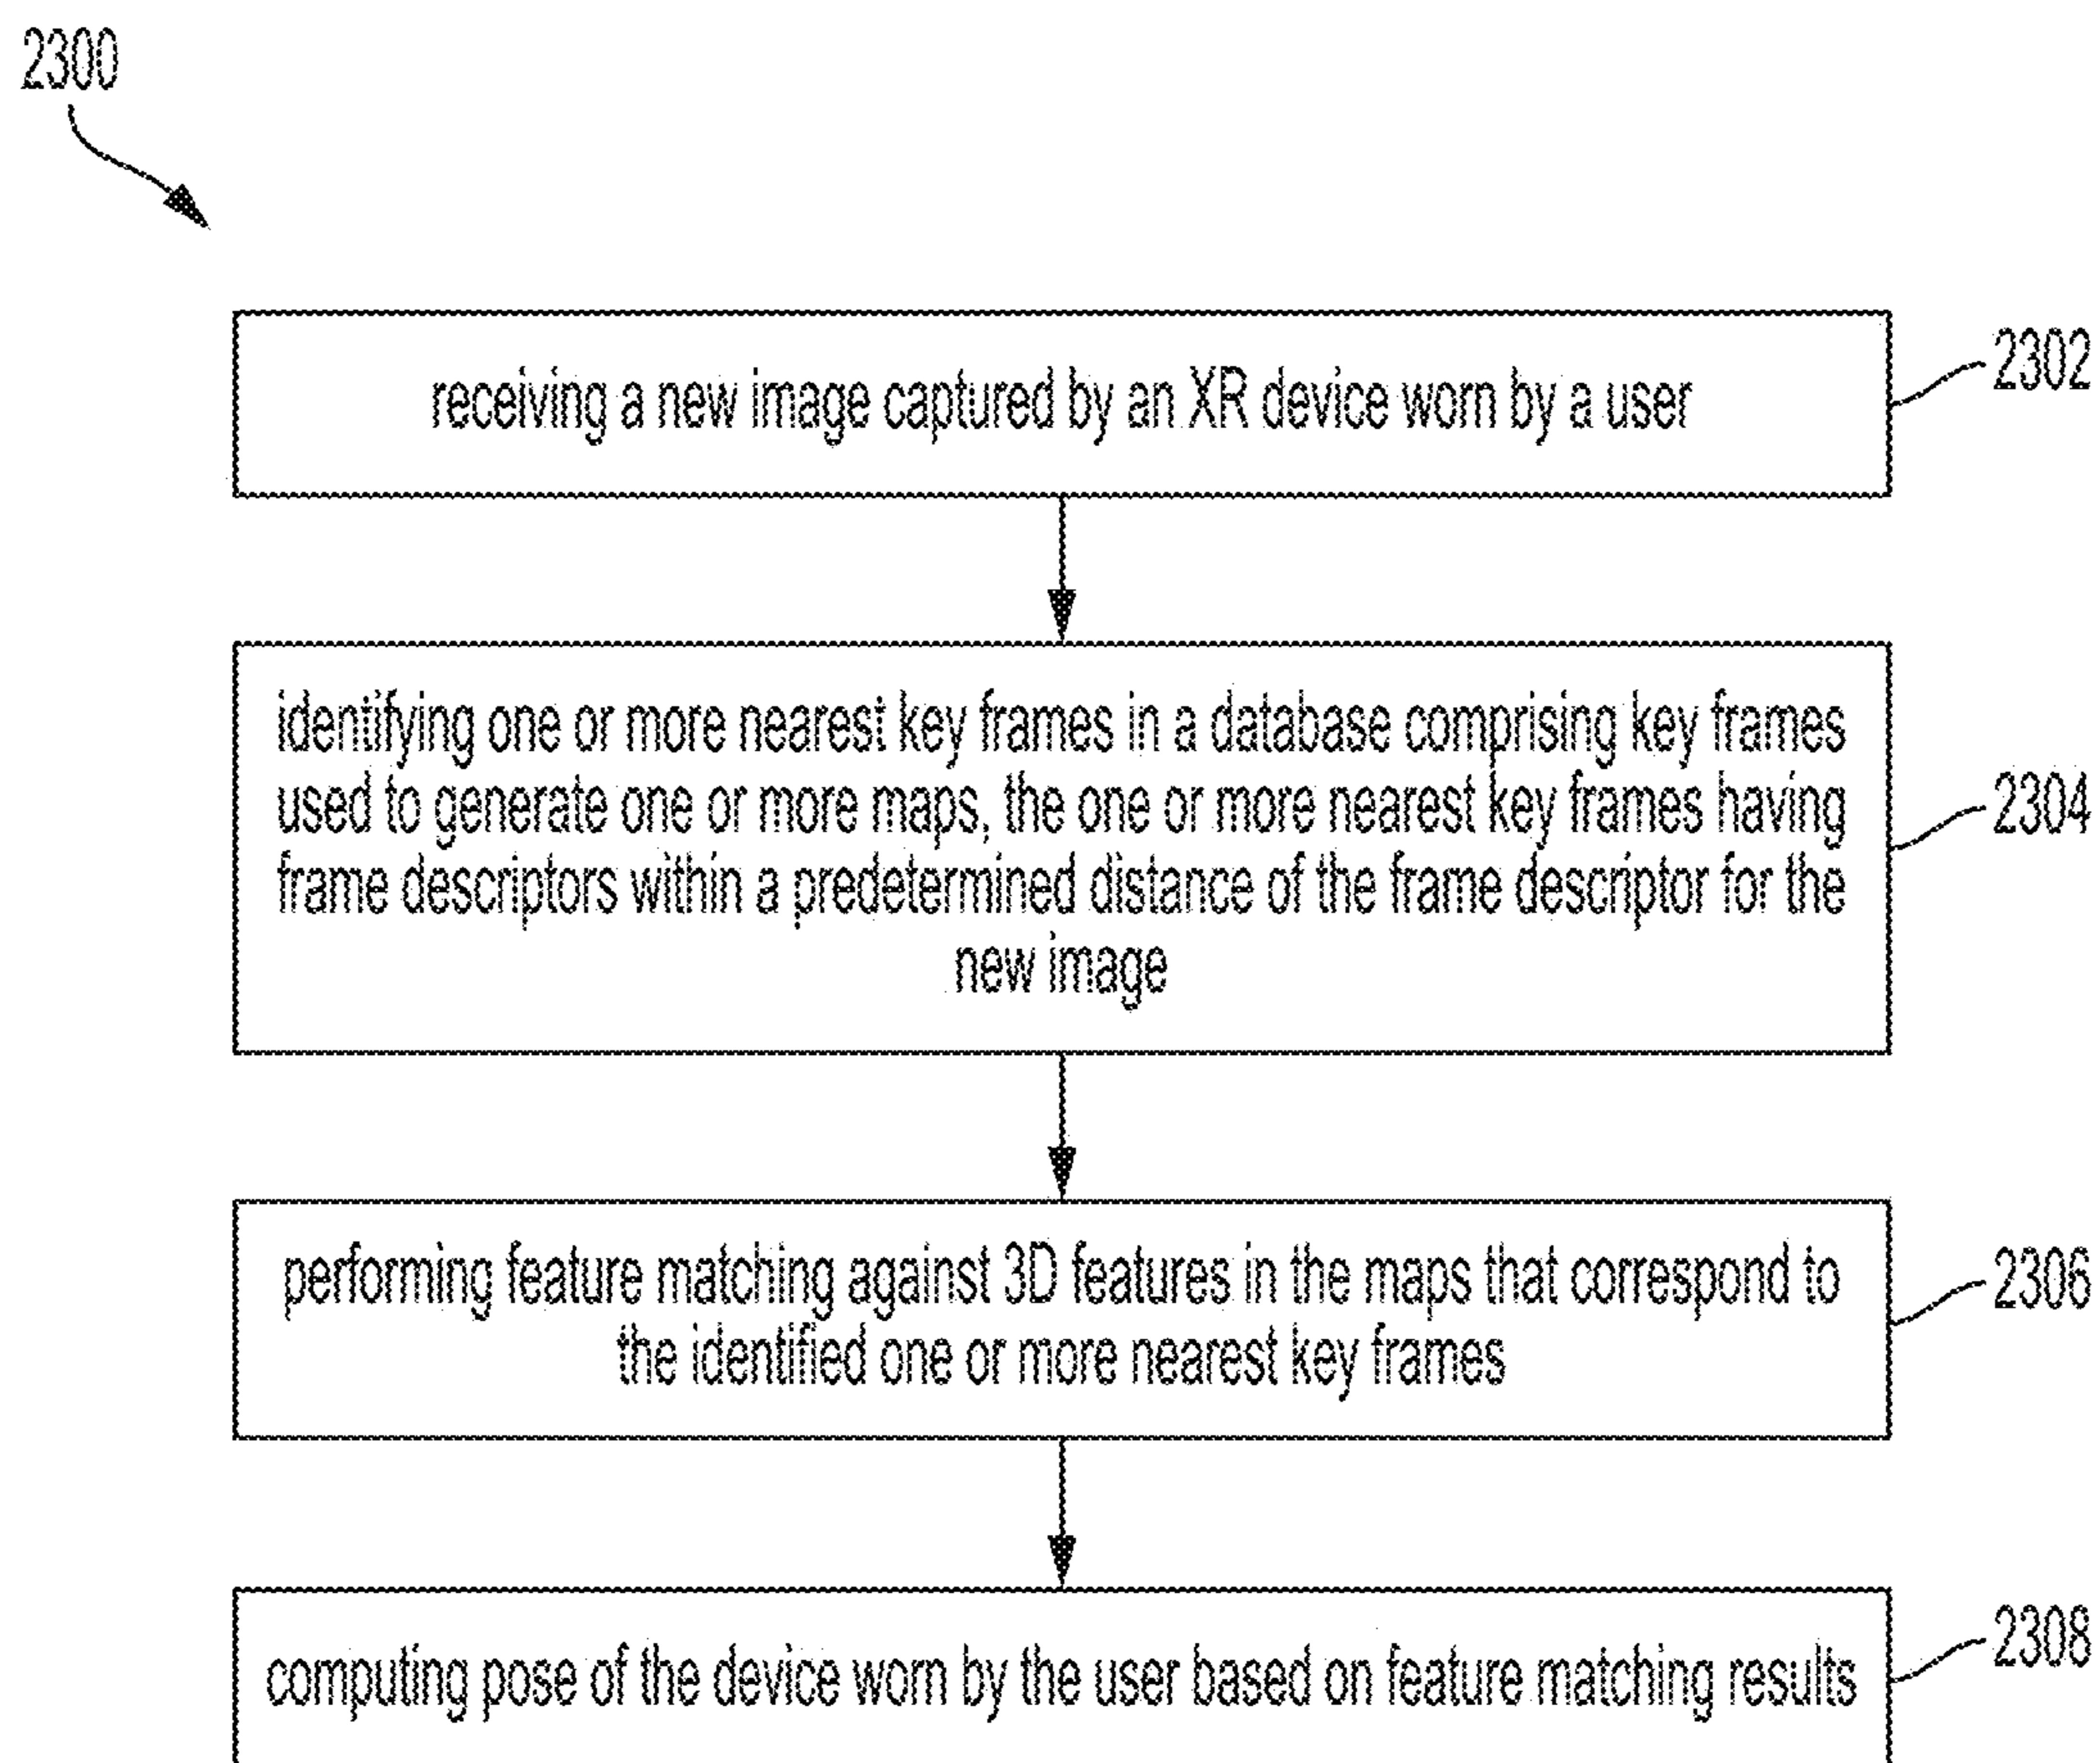 2300
receiving a new image captured by an XR device worn by a user
2302
identifying one or more nearest key frames in a database comprising key frames
used to generate one or more maps, the one or more nearest key frames having
frame descriptors within a predetermined distance of the frame descriptor for the
new image
2304
performing feature matching against 3D features in the maps that correspond to
the identified one or more nearest key frames
2306
computing pose of the device worn by the user based on feature matching results
2308